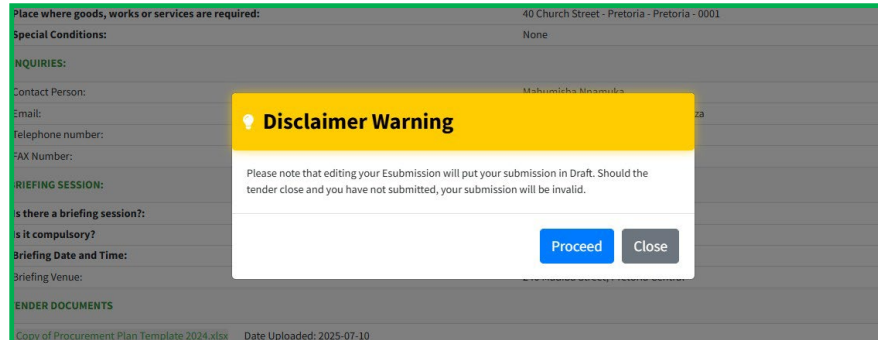 Place where goods, works or services are required: 40 Church Street - Pretoria - Pretoria - 0001
Special Conditions: None
NQUIRIES:
Contact Person:
Email: za
Telephone number:
FAX Number:
BRIEFING SESSION:
Is there a briefing session?:
Is it compulsory?
Briefing Date and Time:
Briefing Venue:
Disclaimer Warning
Please note that editing your Esubmission will put your submission in Draft. Should the
tender close and you have not submitted, your submission will be invalid.
Proceed Close
ENDER DOCUMENTS
Copy of Procurement Plan Template 2024.xlsx Date Uploaded: 2025-07-10